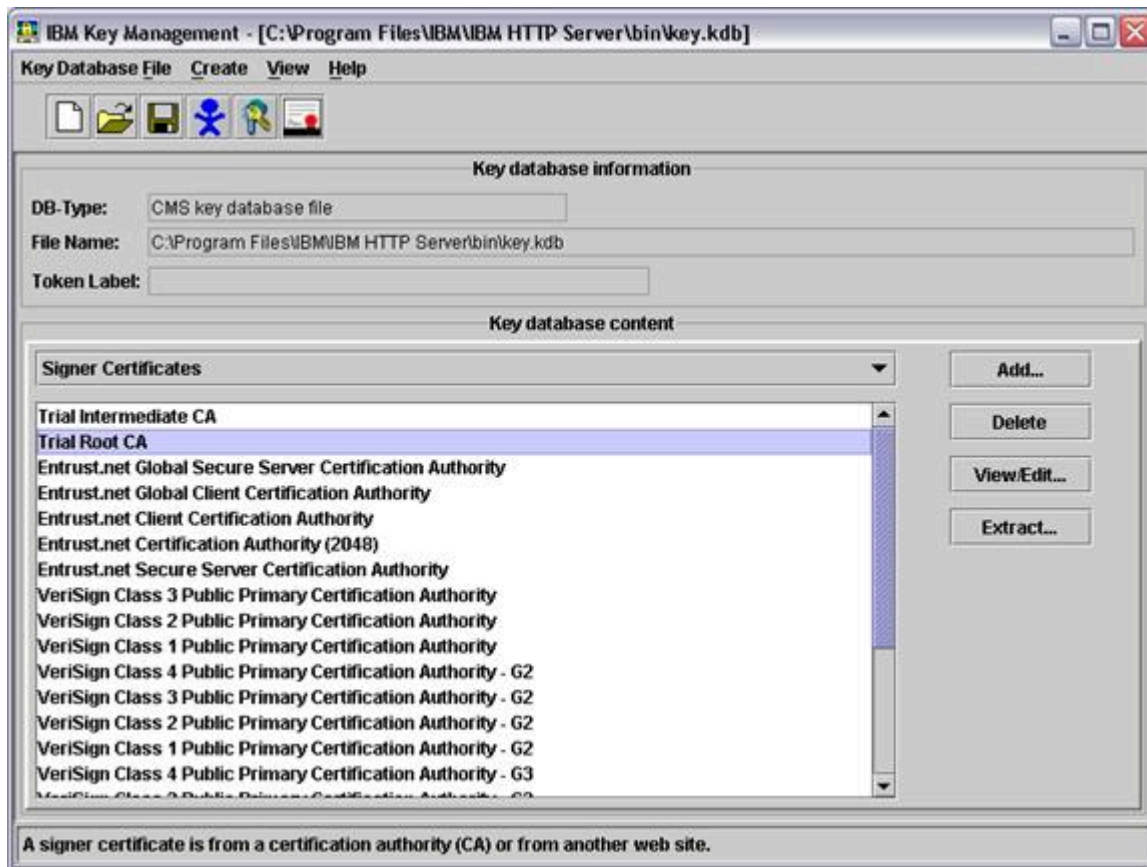 IBM Key Management - [C:\Program Files\IBM\IBM HTTP Server\bin\key.kdb]
Key Database File Create View Help
Key database information
DB-Type: CMS key database file
File Name: C:\Program Files\IBM\IBM HTTP Server\bin\key.kdb
Token Label:
Key database content
Signer Certificates
Add...
Trial Intermediate CA
Delete
Trial Root CA
Entrust.net Global Secure Server Certification Authority
View/Edit...
Entrust.net Global Client Certification Authority
Entrust.net Client Certification Authority
Extract...
Entrust.net Certification Authority (2048)
Entrust.net Secure Server Certification Authority
VeriSign Class 3 Public Primary Certification Authority
VeriSign Class 2 Public Primary Certification Authority
VeriSign Class 1 Public Primary Certification Authority
VeriSign Class 4 Public Primary Certification Authority - G2
VeriSign Class 3 Public Primary Certification Authority - G2
VeriSign Class 2 Public Primary Certification Authority - G2
VeriSign Class 1 Public Primary Certification Authority - G2
VeriSign Class 4 Public Primary Certification Authority - G3
A signer certificate is from a certification authority (CA) or from another web site.